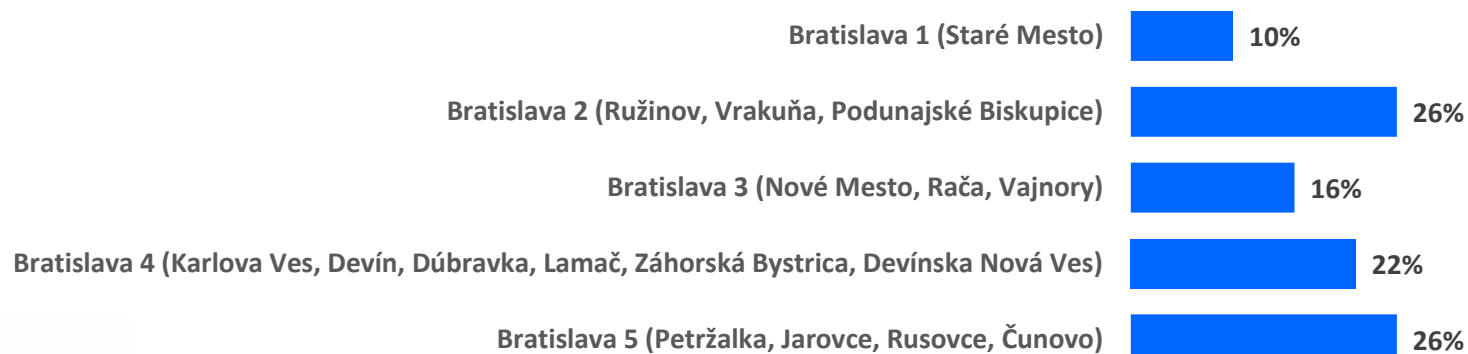 Bratislava 1 (Staré Mesto) 10%
Bratislava 2 (Ružinov, Vrakuňa, Podunajské Biskupice) 26%
Bratislava 3 (Nové Mesto, Rača, Vajnory) 16%
Bratislava 4 (Karlova Ves, Devín, Dúbravka, Lamač, Záhorská Bystrica, Devínska Nová Ves) 22%
Bratislava 5 (Petržalka, Jarovce, Rusovce, Čunovo) 26%